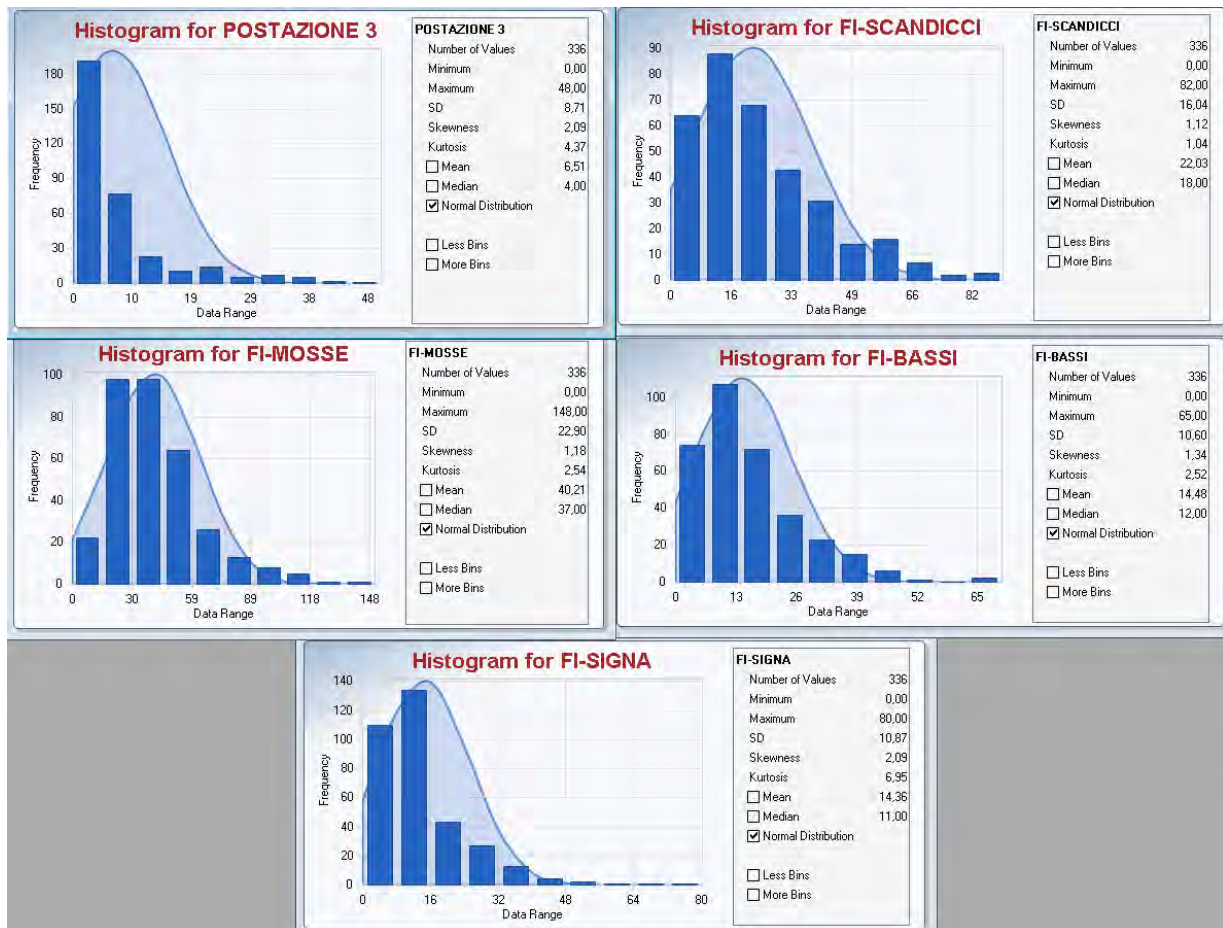 Histogram for POSTAZIONE 3
180
150
120
90
60
30
0
Frequency
0 10 19 29 38 48
Data Range
POSTAZIONE 3
Number of Values 336
Minimum 0,00
Maximum 48,00
SD 8,71
Skewness 2,09
Kurtosis 4,37
Mean 6,51
Median 4,00
Normal Distribution
Less Bins
More Bins
Histogram for FI-SCANDICCI
90
80
70
60
50
40
30
20
10
0
Frequency
0 16 33 49 66 82
Data Range
FI-SCANDICCI
Number of Values 336
Minimum 0,00
Maximum 82,00
SD 16,04
Skewness 1,12
Kurtosis 1,04
Mean 22,03
Median 18,00
Normal Distribution
Less Bins
More Bins
Histogram for FI-MOSSE
100
80
60
40
20
0
Frequency
0 30 59 89 118 148
Data Range
FI-MOSSE
Number of Values 336
Minimum 0,00
Maximum 148,00
SD 22,90
Skewness 1,18
Kurtosis 2,54
Mean 40,21
Median 37,00
Normal Distribution
Less Bins
More Bins
Histogram for FI-BASSI
100
80
60
40
20
0
Frequency
0 13 26 39 52 65
Data Range
FI-BASSI
Number of Values 336
Minimum 0,00
Maximum 65,00
SD 10,60
Skewness 1,34
Kurtosis 2,52
Mean 14,48
Median 12,00
Normal Distribution
Less Bins
More Bins
Histogram for FI-SIGNA
140
120
100
80
60
40
20
0
Frequency
0 16 32 48 64 80
Data Range
FI-SIGNA
Number of Values 336
Minimum 0,00
Maximum 80,00
SD 10,87
Skewness 2,09
Kurtosis 6,95
Mean 14,36
Median 11,00
Normal Distribution
Less Bins
More Bins